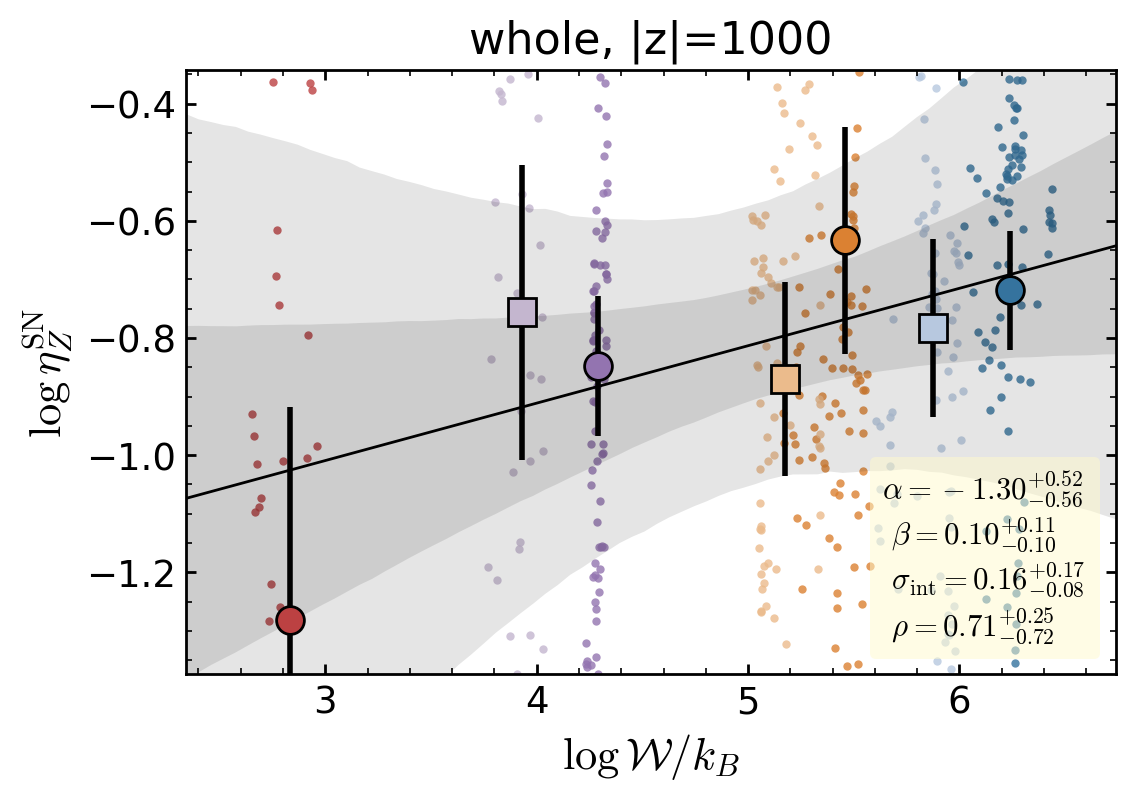 whole, |z|=1000
−0.4
−0.6
−0.8
−1.0
−1.2
log η_Z^SN
α = −1.30^{+0.52}_{−0.56}
β = 0.10^{+0.11}_{−0.10}
σ_int = 0.16^{+0.17}_{−0.08}
ρ = 0.71^{+0.25}_{−0.72}
3 4 5 6
log 𝒲/k_B